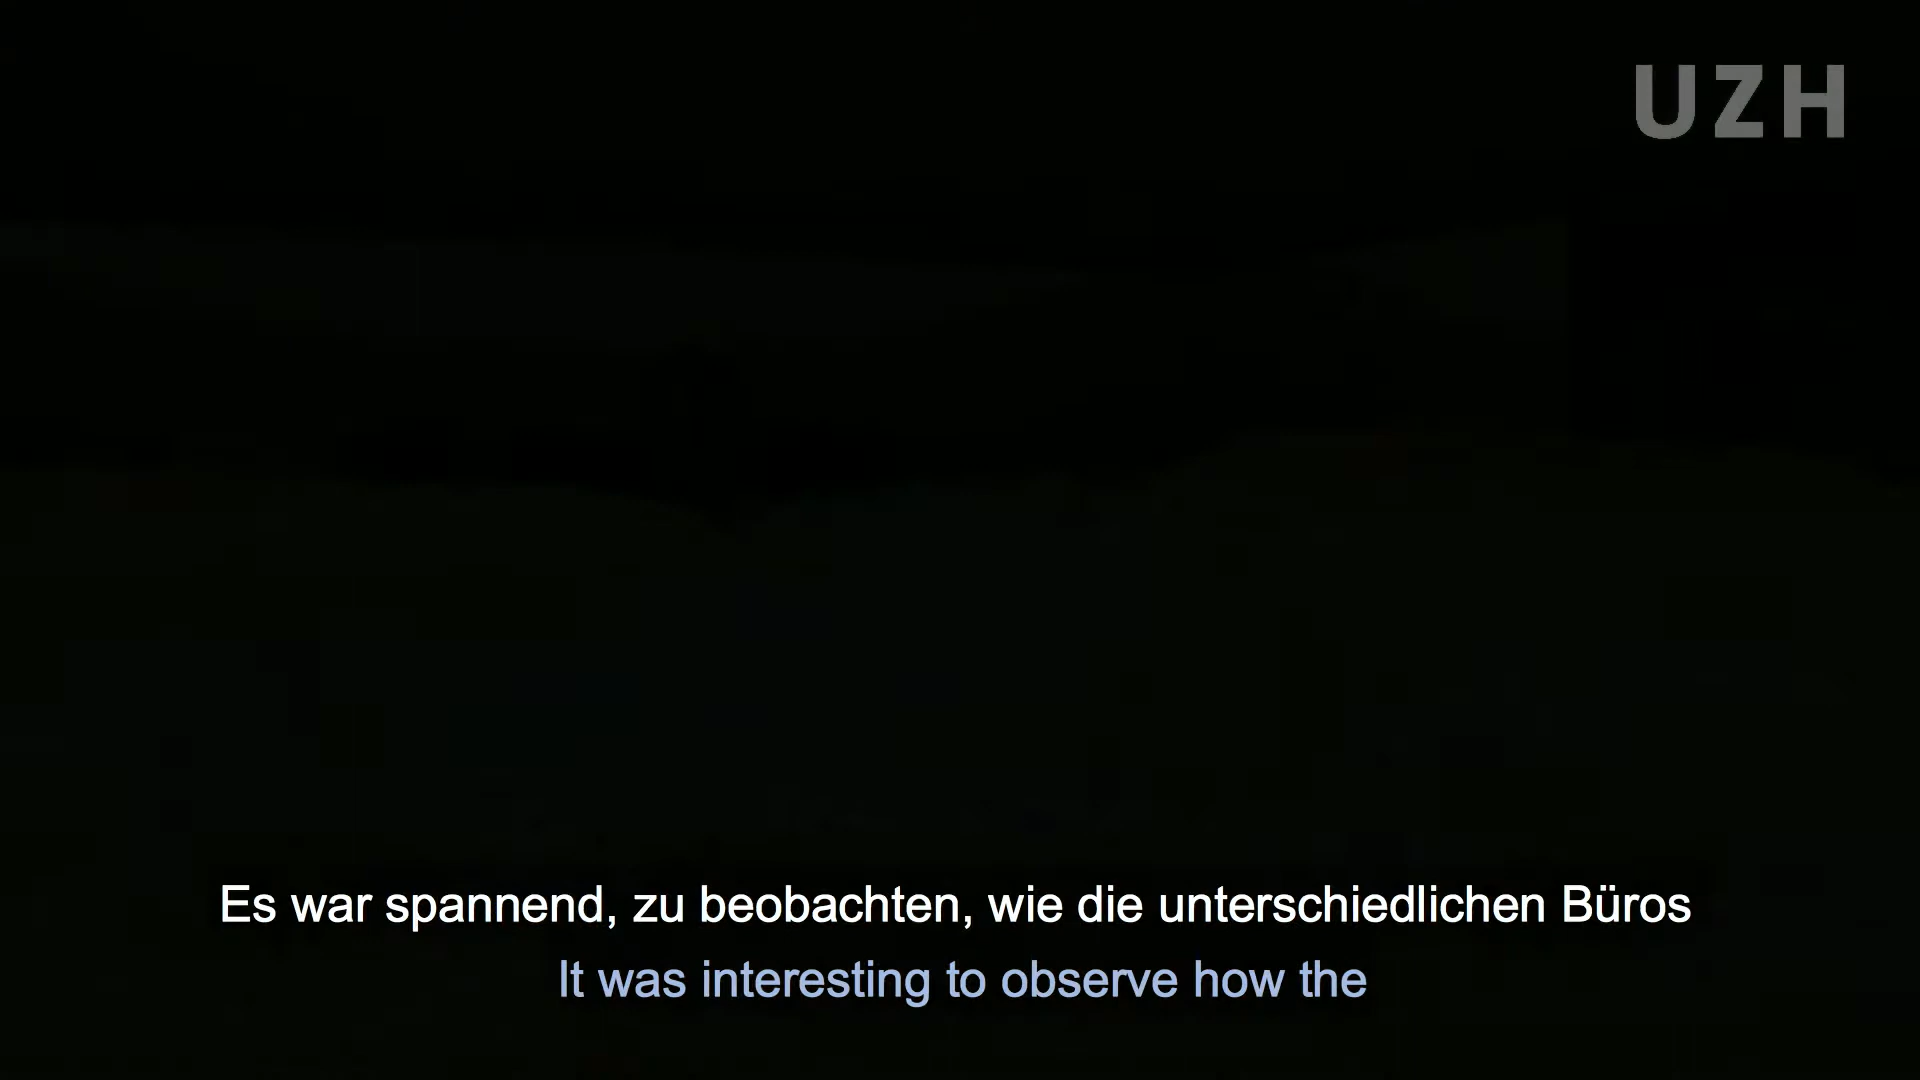 UZH
Es war spannend, zu beobachten, wie die unterschiedlichen Büros
It was interesting to observe how the